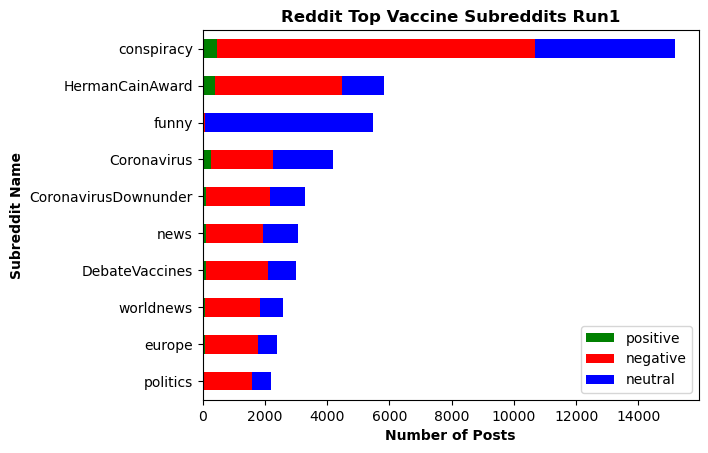 Reddit Top Vaccine Subreddits Run1
Subreddit Name
conspiracy
HermanCainAward
funny
Coronavirus
CoronavirusDownunder
news
DebateVaccines
worldnews
europe
politics
positive
negative
neutral
0 2000 4000 6000 8000 10000 12000 14000
Number of Posts